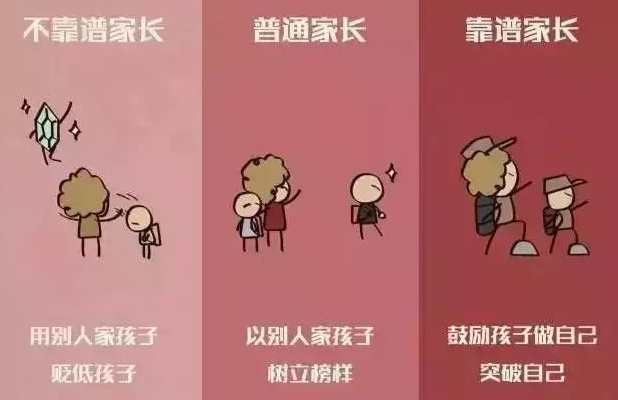 不靠谱家长
用别人家孩子
贬低孩子
普通家长
以别人家孩子
树立榜样
靠谱家长
鼓励孩子做自己
突破自己